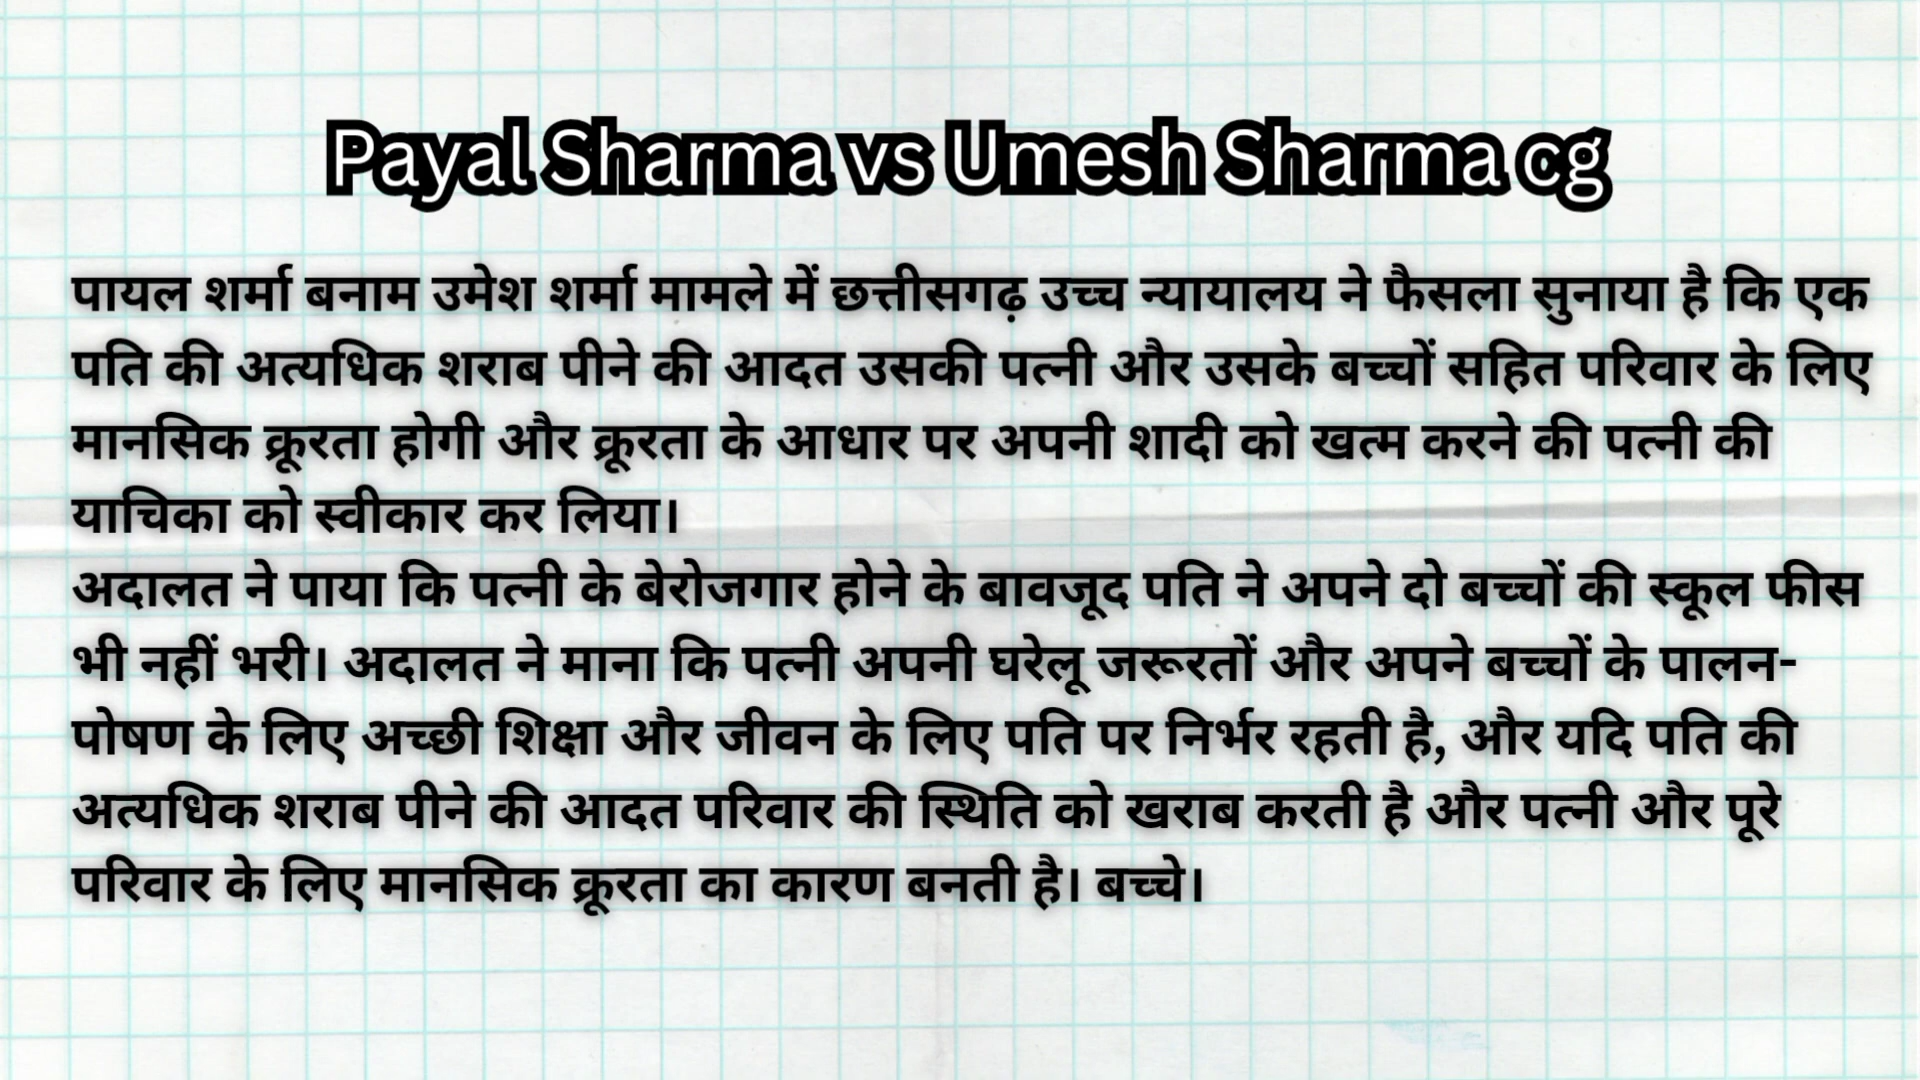 Payal Sharma vs Umesh Sharma cg
पायल शर्मा बनाम उमेश शर्मा मामले में छत्तीसगढ़ उच्च न्यायालय ने फैसला सुनाया है कि एक
पति की अत्यधिक शराब पीने की आदत उसकी पत्नी और उसके बच्चों सहित परिवार के लिए
मानसिक क्रूरता होगी और क्रूरता के आधार पर अपनी शादी को खत्म करने की पत्नी की
याचिका को स्वीकार कर लिया।
अदालत ने पाया कि पत्नी के बेरोजगार होने के बावजूद पति ने अपने दो बच्चों की स्कूल फीस
भी नहीं भरी। अदालत ने माना कि पत्नी अपनी घरेलू जरूरतों और अपने बच्चों के पालन-
पोषण के लिए अच्छी शिक्षा और जीवन के लिए पति पर निर्भर रहती है, और यदि पति की
अत्यधिक शराब पीने की आदत परिवार की स्थिति को खराब करती है और पत्नी और पूरे
परिवार के लिए मानसिक क्रूरता का कारण बनती है। बच्चे।